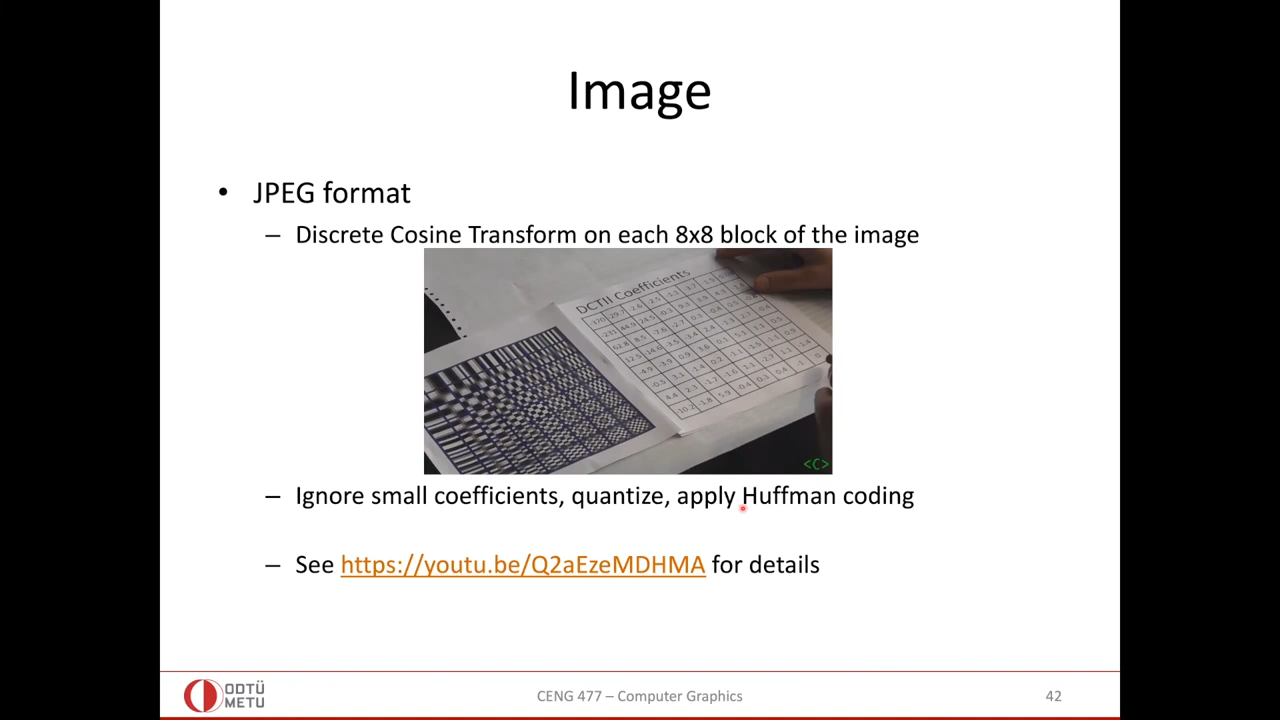 Image
• JPEG format
– Discrete Cosine Transform on each 8x8 block of the image
DCTII Coefficients
<C>
– Ignore small coefficients, quantize, apply Huffman coding
– See https://youtu.be/Q2aEzeMDHMA for details
ODTÜ
METU
CENG 477 – Computer Graphics
42